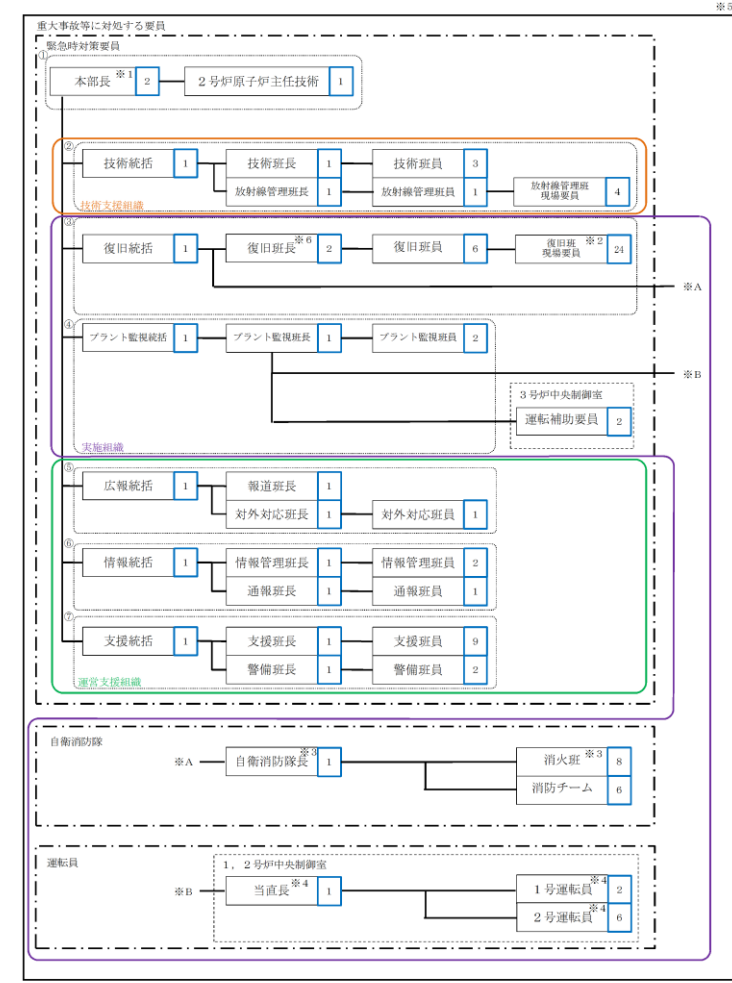 ※5
重大事故等に対処する要員
緊急時対策要員
①
本部長 ※1 2 2号炉原子炉主任技術 1
②
技術統括 1 技術班長 1 技術班員 3
放射線管理班長 1 放射線管理班員 1 放射線管理班
現場要員 4
技術支援組織
③
復旧統括 1 復旧班長 ※6 2 復旧班員 6 復旧班 ※2
現場要員 24
※A
④
プラント監視統括 1 プラント監視班長 1 プラント監視班員 2
※B
3号炉中央制御室
運転補助要員 2
実施組織
⑤
広報統括 1 報道班長 1
対外対応班長 1 対外対応班員 1
⑥
情報統括 1 情報管理班長 1 情報管理班員 2
通報班長 1 通報班員 1
⑦
支援統括 1 支援班長 1 支援班員 9
警備班長 1 警備班員 2
運営支援組織
自衛消防隊
※A 自衛消防隊長 ※3 1 消火班 ※3 8
消防チーム 6
運転員
1,2号炉中央制御室
※B 当直長 ※4 1 1号運転員 ※4 2
2号運転員 ※4 6